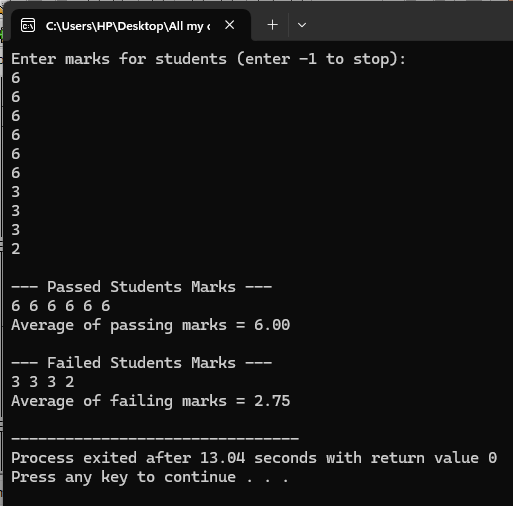 C:\Users\HP\Desktop\All my c
Enter marks for students (enter -1 to stop):
6
6
6
6
6
6
3
3
3
2
--- Passed Students Marks ---
6 6 6 6 6 6
Average of passing marks = 6.00
--- Failed Students Marks ---
3 3 3 2
Average of failing marks = 2.75
--------------------------------
Process exited after 13.04 seconds with return value 0
Press any key to continue . . .